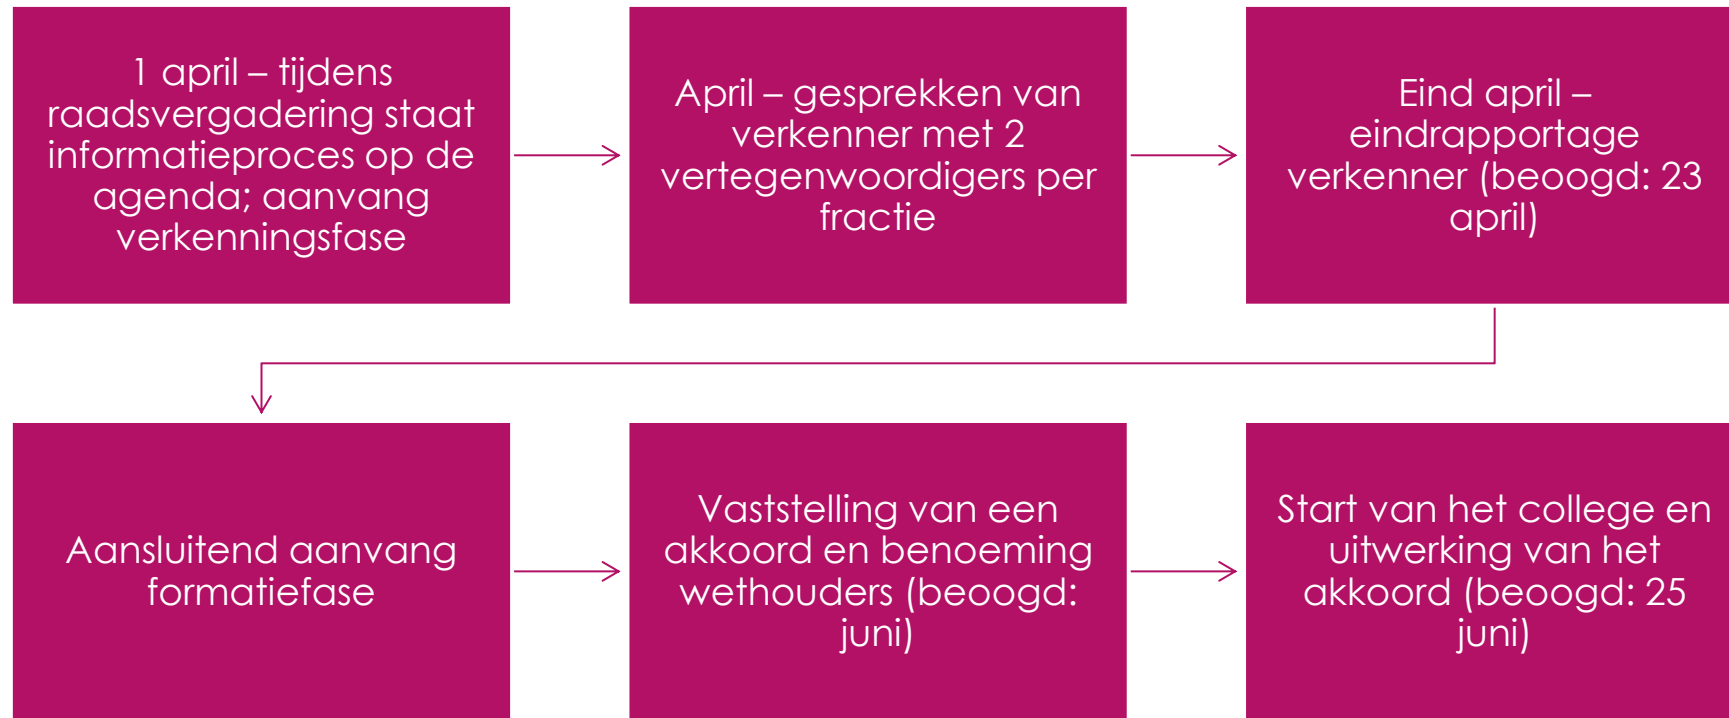 1 april – tijdens
raadsvergadering staat
informatieproces op de
agenda; aanvang
verkenningsfase
April – gesprekken van
verkenner met 2
vertegenwoordigers per
fractie
Eind april –
eindrapportage
verkenner (beoogd: 23
april)
Aansluitend aanvang
formatiefase
Vaststelling van een
akkoord en benoeming
wethouders (beoogd:
juni)
Start van het college en
uitwerking van het
akkoord (beoogd: 25
juni)